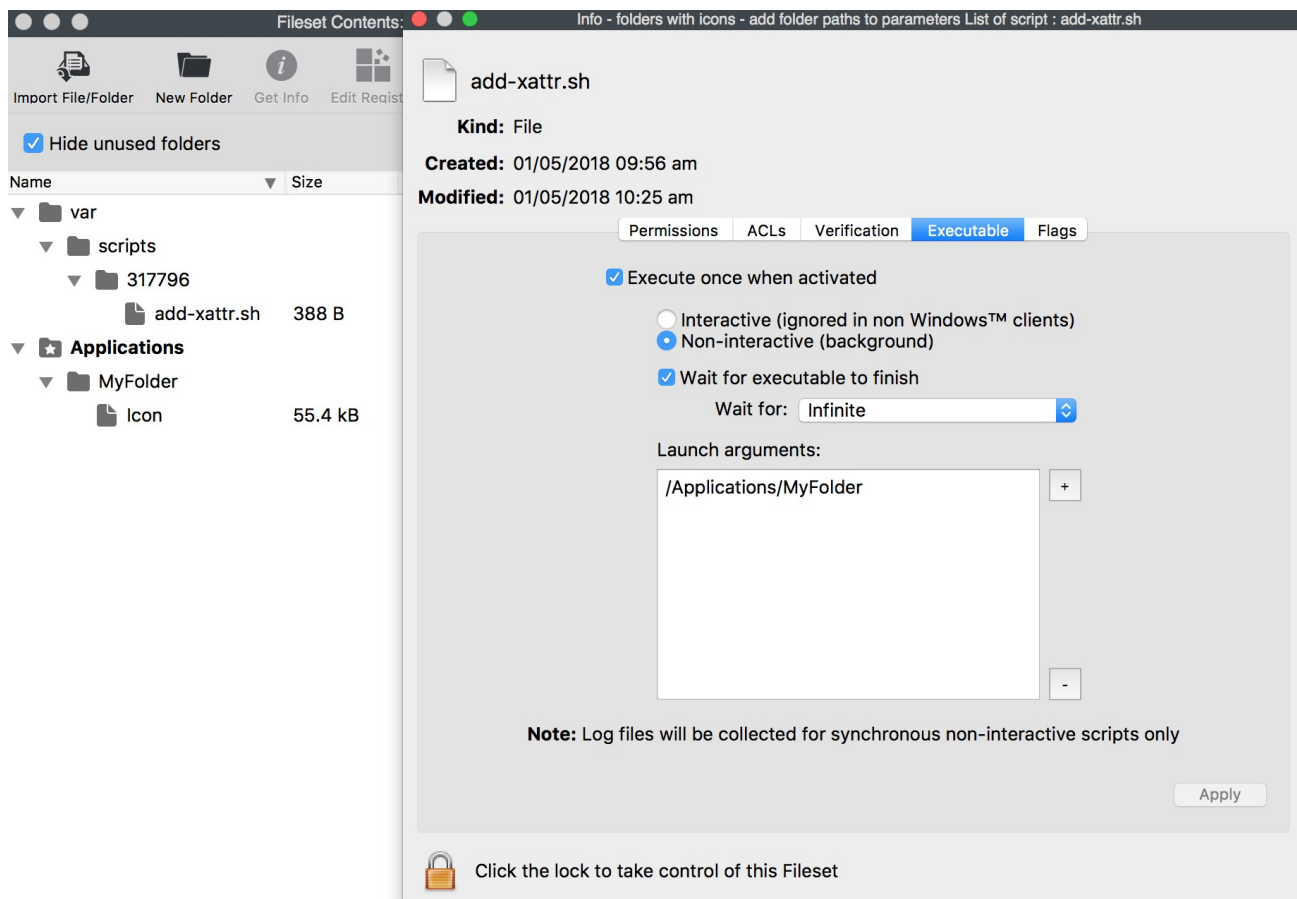 Fileset Contents:
Import File/Folder New Folder Get Info Edit Regist
Hide unused folders
Name Size
var
scripts
317796
add-xattr.sh 388 B
Applications
MyFolder
Icon 55.4 kB
Info - folders with icons - add folder paths to parameters List of script : add-xattr.sh
add-xattr.sh
Kind: File
Created: 01/05/2018 09:56 am
Modified: 01/05/2018 10:25 am
Permissions ACLs Verification Executable Flags
Execute once when activated
Interactive (ignored in non Windows™ clients)
Non-interactive (background)
Wait for executable to finish
Wait for: Infinite
Launch arguments:
/Applications/MyFolder
+
-
Note: Log files will be collected for synchronous non-interactive scripts only
Apply
Click the lock to take control of this Fileset